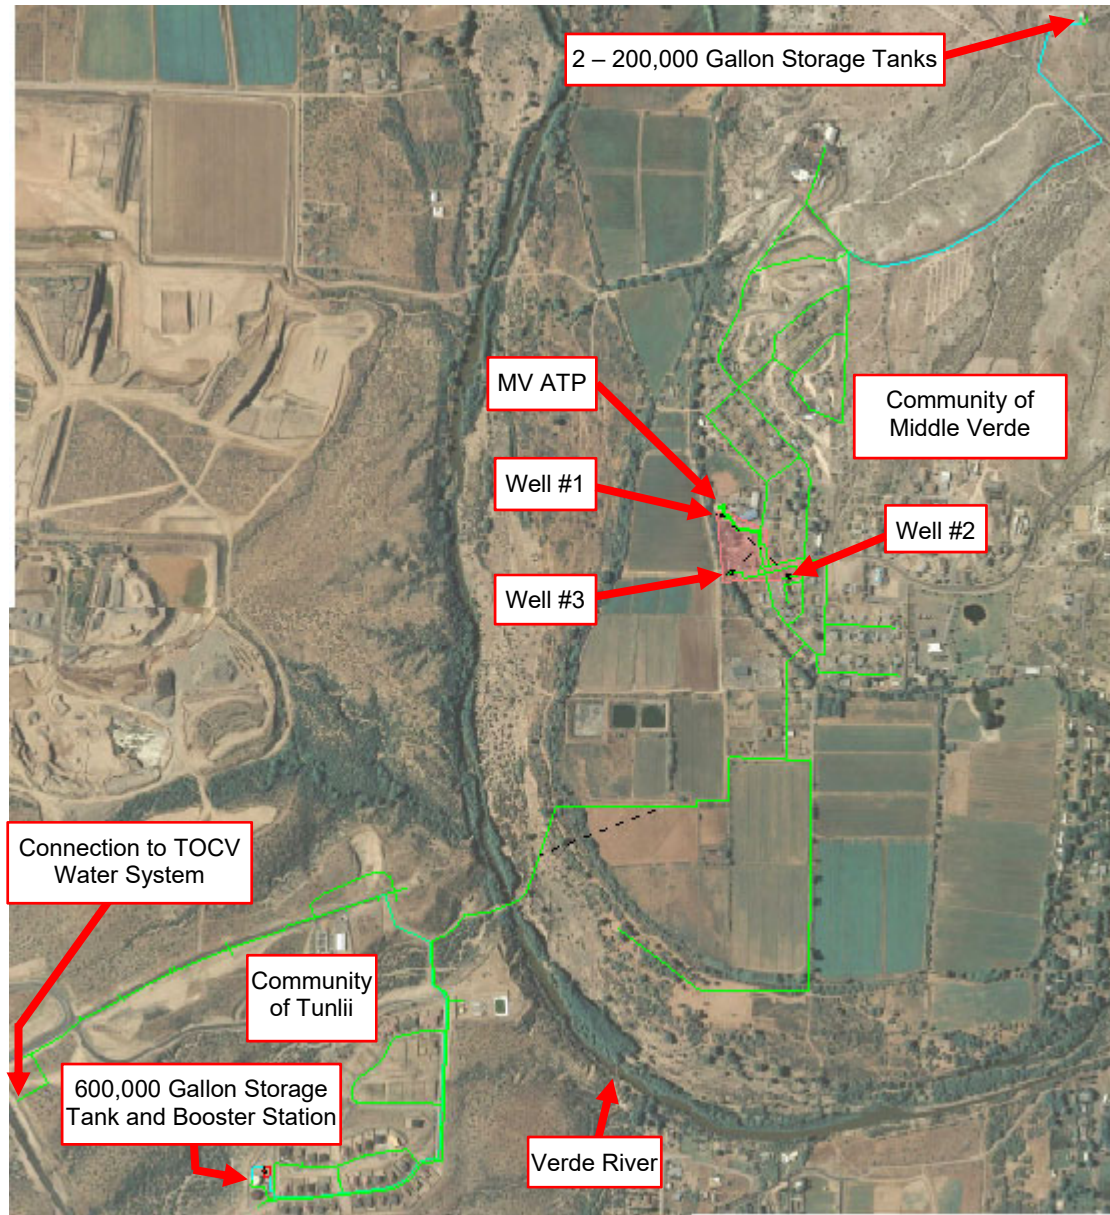 2 – 200,000 Gallon Storage Tanks
MV ATP
Community of
Middle Verde
Well #1
Well #2
Well #3
Connection to TOCV
Water System
Community
of Tunlii
600,000 Gallon Storage
Tank and Booster Station
Verde River